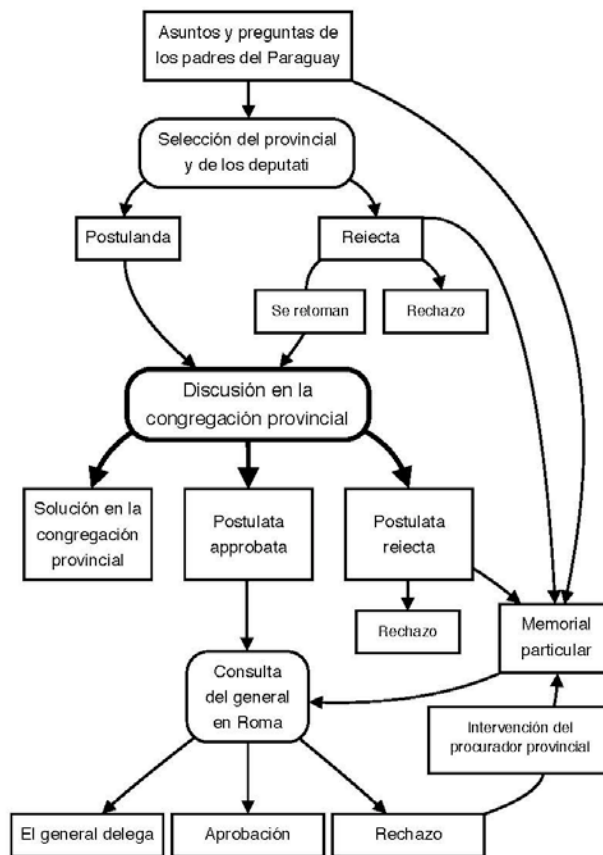 Asuntos y preguntas de
los padres del Paraguay
Selección del provincial
y de los deputati
Postulanda
Reiecta
Se retoman
Rechazo
Discusión en la
congregación provincial
Solución en la
congregación
provincial
Postulata
approbata
Postulata
reiecta
Rechazo
Memorial
particular
Consulta
del general
en Roma
Intervención del
procurador provincial
El general delega
Aprobación
Rechazo